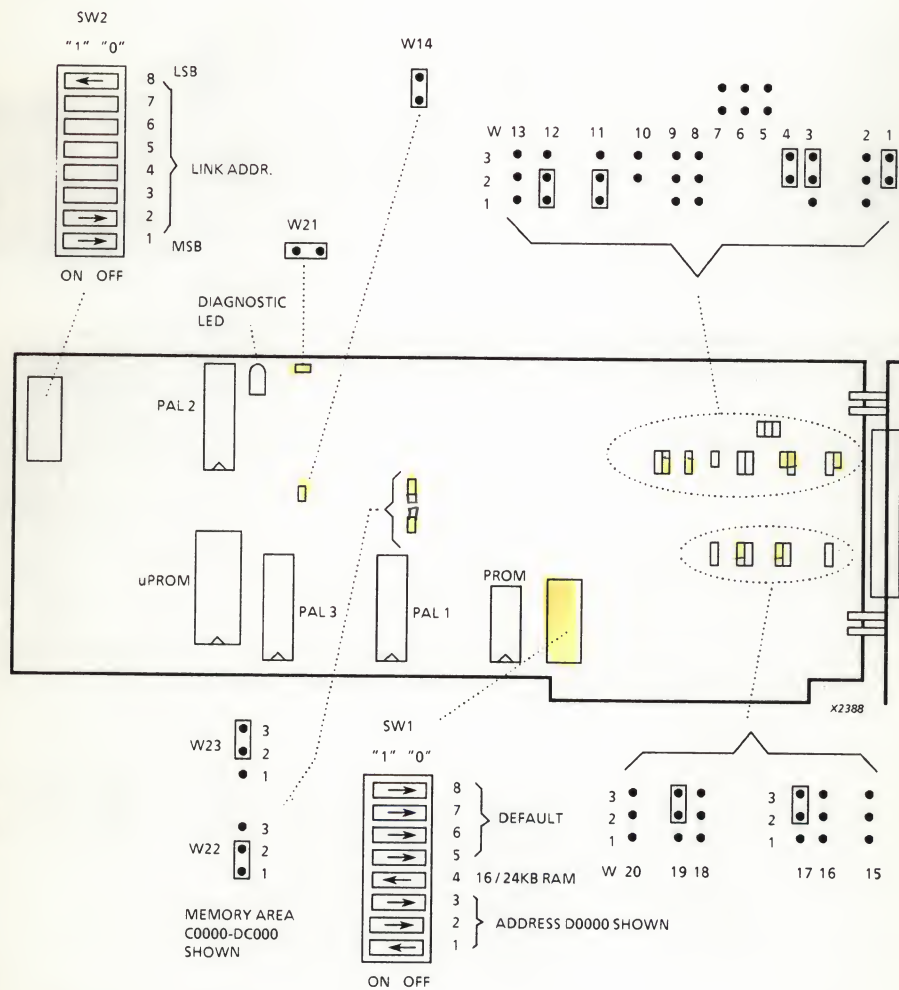 SW2
"1" "0"
8 LSB
7
6
5
4
3
2
1 MSB
LINK ADDR.
ON OFF
W14
W21
DIAGNOSTIC
LED
W 13 12 11 10 9 8 7 6 5 4 3 2 1
3
2
1
PAL 2
uPROM
PAL 3
PAL 1
PROM
X2388
W23
3
2
1
W22
3
2
1
MEMORY AREA
C0000-DC000
SHOWN
SW1
"1" "0"
8
7
6
5
DEFAULT
4 16/24KB RAM
3
2
1
ADDRESS D0000 SHOWN
ON OFF
3
2
1
3
2
1
W 20 19 18 17 16 15